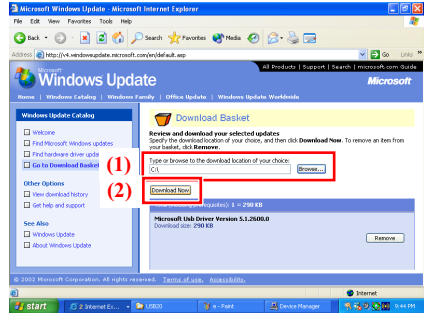 Microsoft Windows Update - Microsoft Internet Explorer
File Edit View Favorites Tools Help
Back Search Favorites Media
Address http://v4.windowsupdate.microsoft.com/en/default.asp Go Links
All Products | Support | Search | microsoft.com Guide
Microsoft
Windows Update
Microsoft
Home | Windows Catalog | Windows Family | Office Update | Windows Update Worldwide
Windows Update Catalog
Welcome
Find Microsoft Windows updates
Find hardware driver upda
Go to Download Basket
Other Options
View download history
Get help and support
See Also
Windows Update
About Windows Update
Download Basket
Review and download your selected updates
Specify the download location of your choice, and then click Download Now. To remove an item from
your basket, click Remove.
(1)
Type or browse to the download location of your choice:
C:\
Browse...
(2)
Download Now
1 = 290 KB
Microsoft Usb Driver Version 5.1.2600.0
Download size: 290 KB
Remove
© 2002 Microsoft Corporation. All rights reserved. Terms of use. Accessibility.
Internet
start 2 Internet Ex... USB20 e - Paint Device Manager 9:44 PM